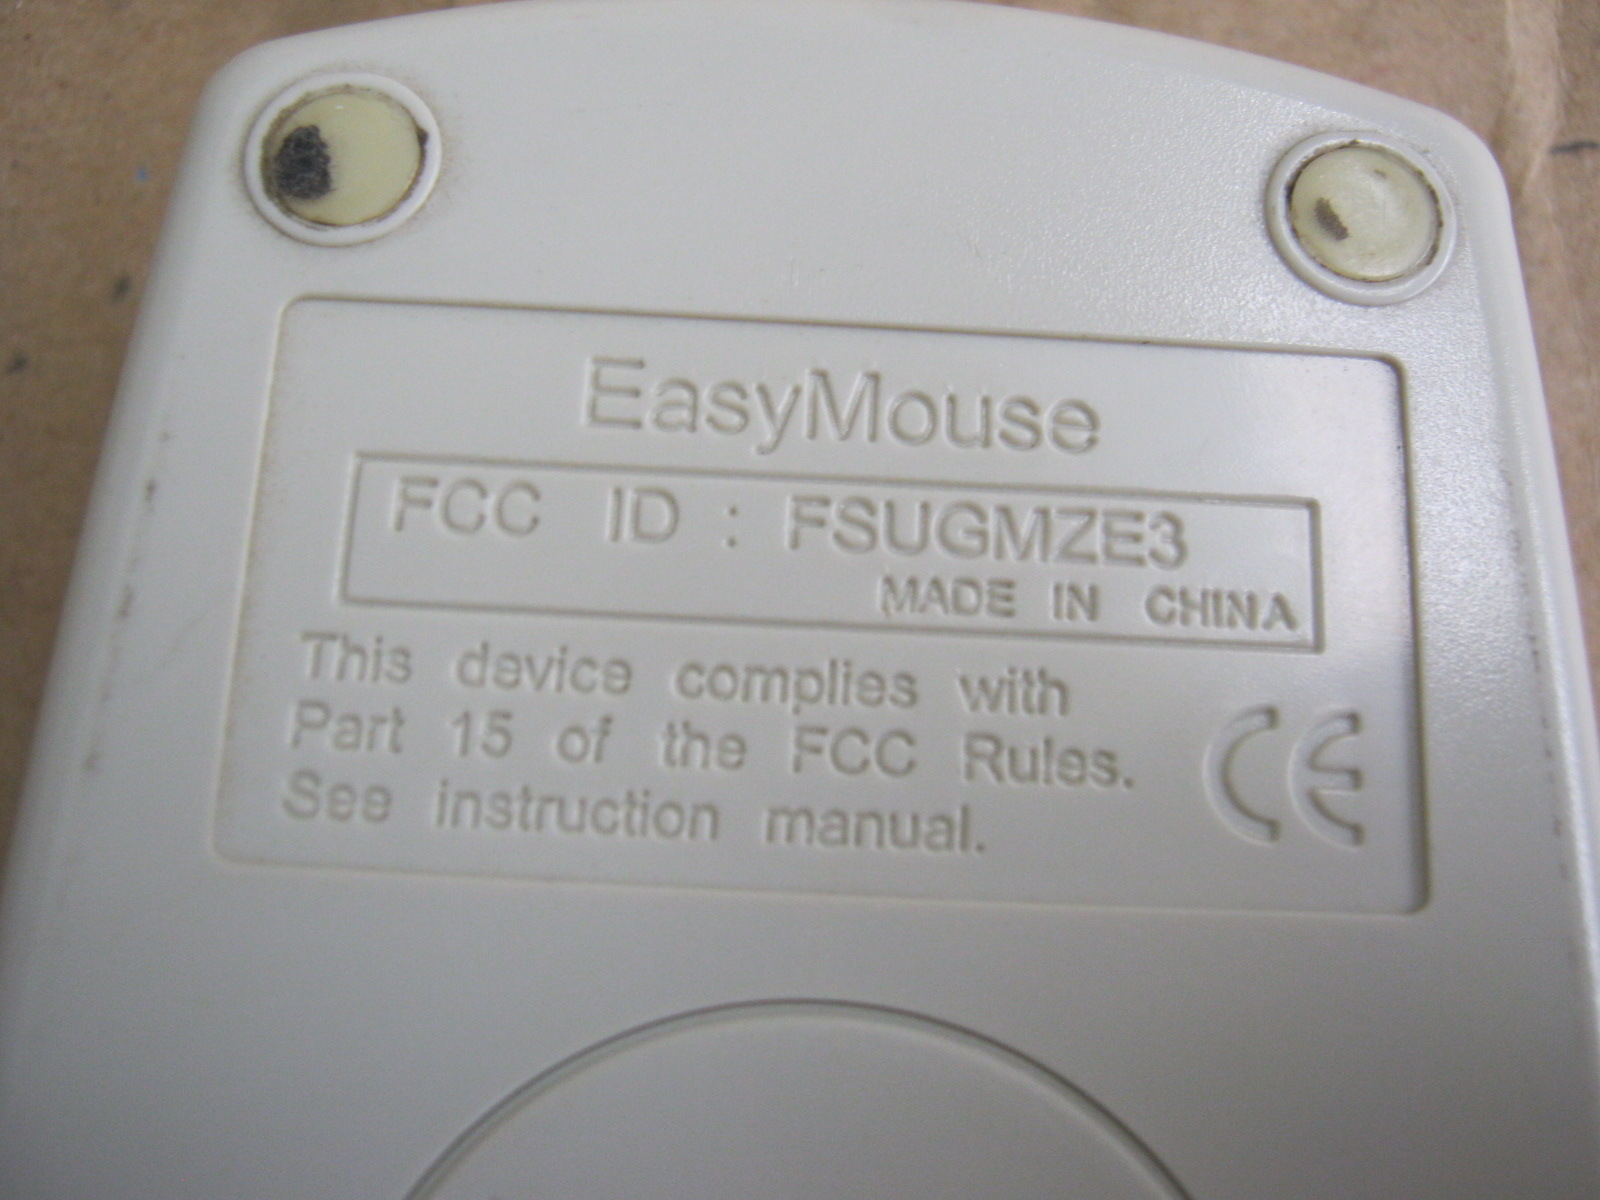 EasyMouse
FCC ID : FSUGMZE3
MADE IN CHINA
This device complies with
Part 15 of the FCC Rules.
See instruction manual.
CE